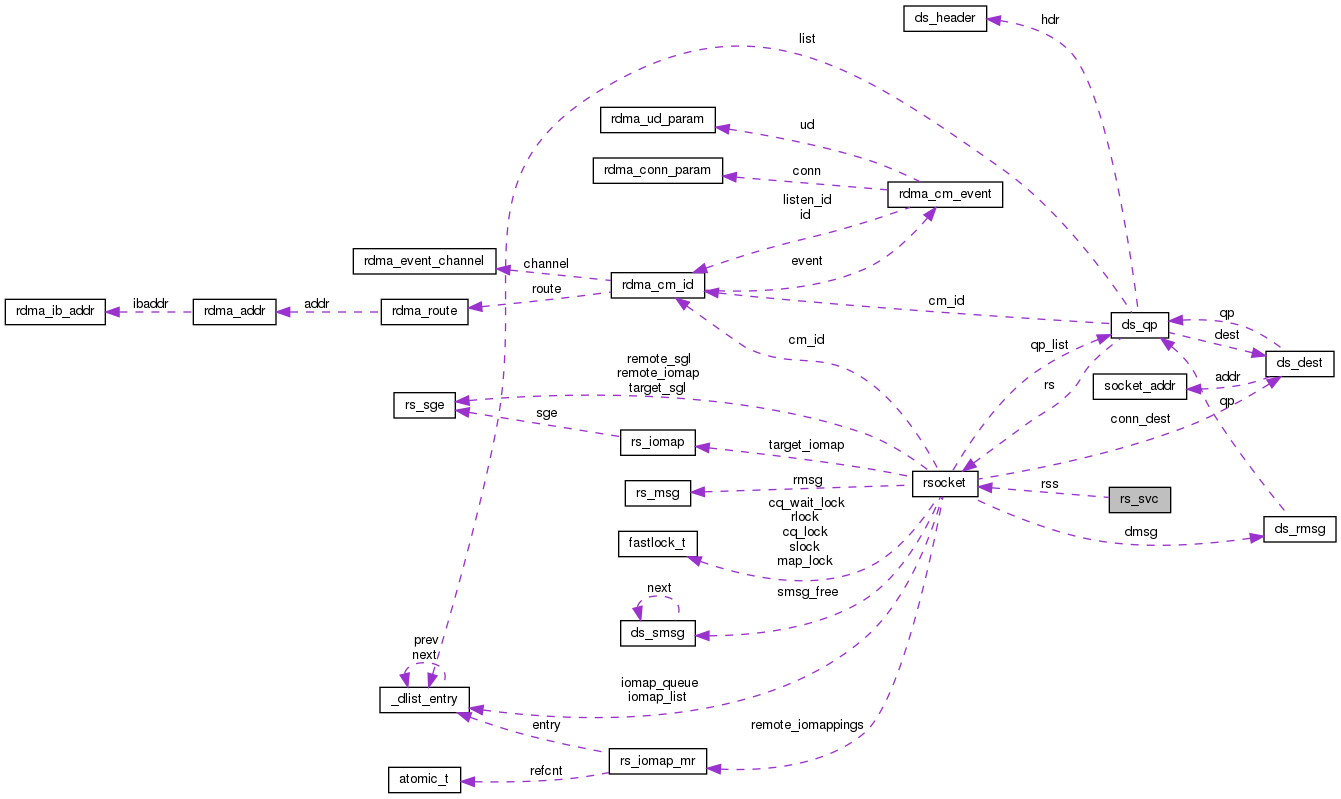 ds_header
hdr
list
rdma_ud_param
ud
rdma_conn_param
conn
rdma_cm_event
listen_id
id
rdma_event_channel
channel
event
rdma_cm_id
route
cm_id
rdma_ib_addr
ibaddr
rdma_addr
addr
rdma_route
ds_qp
qp
dest
cm_id
qp_list
ds_dest
remote_sgl
remote_iomap
target_sgl
rs
socket_addr
addr
qp
rs_sge
sge
conn_dest
rs_iomap
target_iomap
rsocket
rss
rs_svc
rs_msg
rmsg
cq_wait_lock
rlock
cq_lock
slock
map_lock
dmsg
ds_rmsg
fastlock_t
next
smsg_free
ds_smsg
prev
next
_dlist_entry
iomap_queue
iomap_list
entry
remote_iomappings
rs_iomap_mr
refcnt
atomic_t